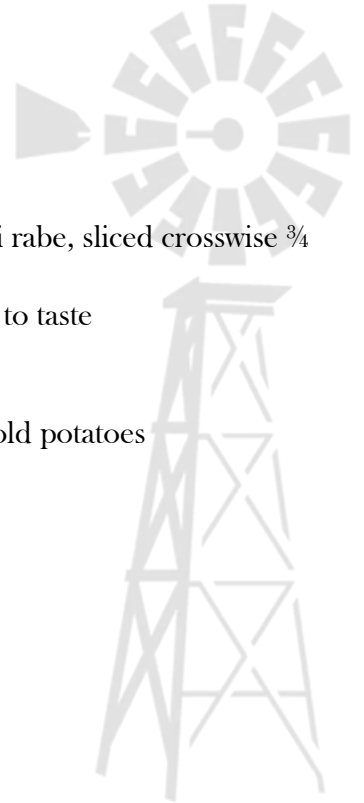 i rabe, sliced crosswise ¾
to taste
old potatoes